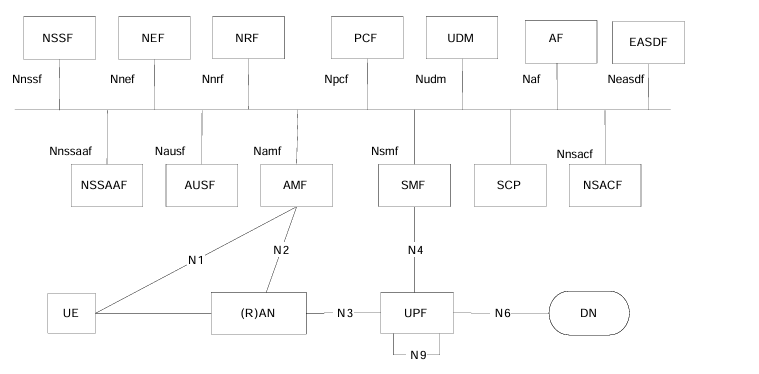 NSSF NEF NRF PCF UDM AF EASDF
Nnssf Nnef Nnrf Npcf Nudm Naf Neasdf
Nnssaaf Nausf Namf Nsmf Nnsacf
NSSAAF AUSF AMF SMF SCP NSACF
N1 N2 N4
UE (R)AN N3 UPF N6 DN
N9